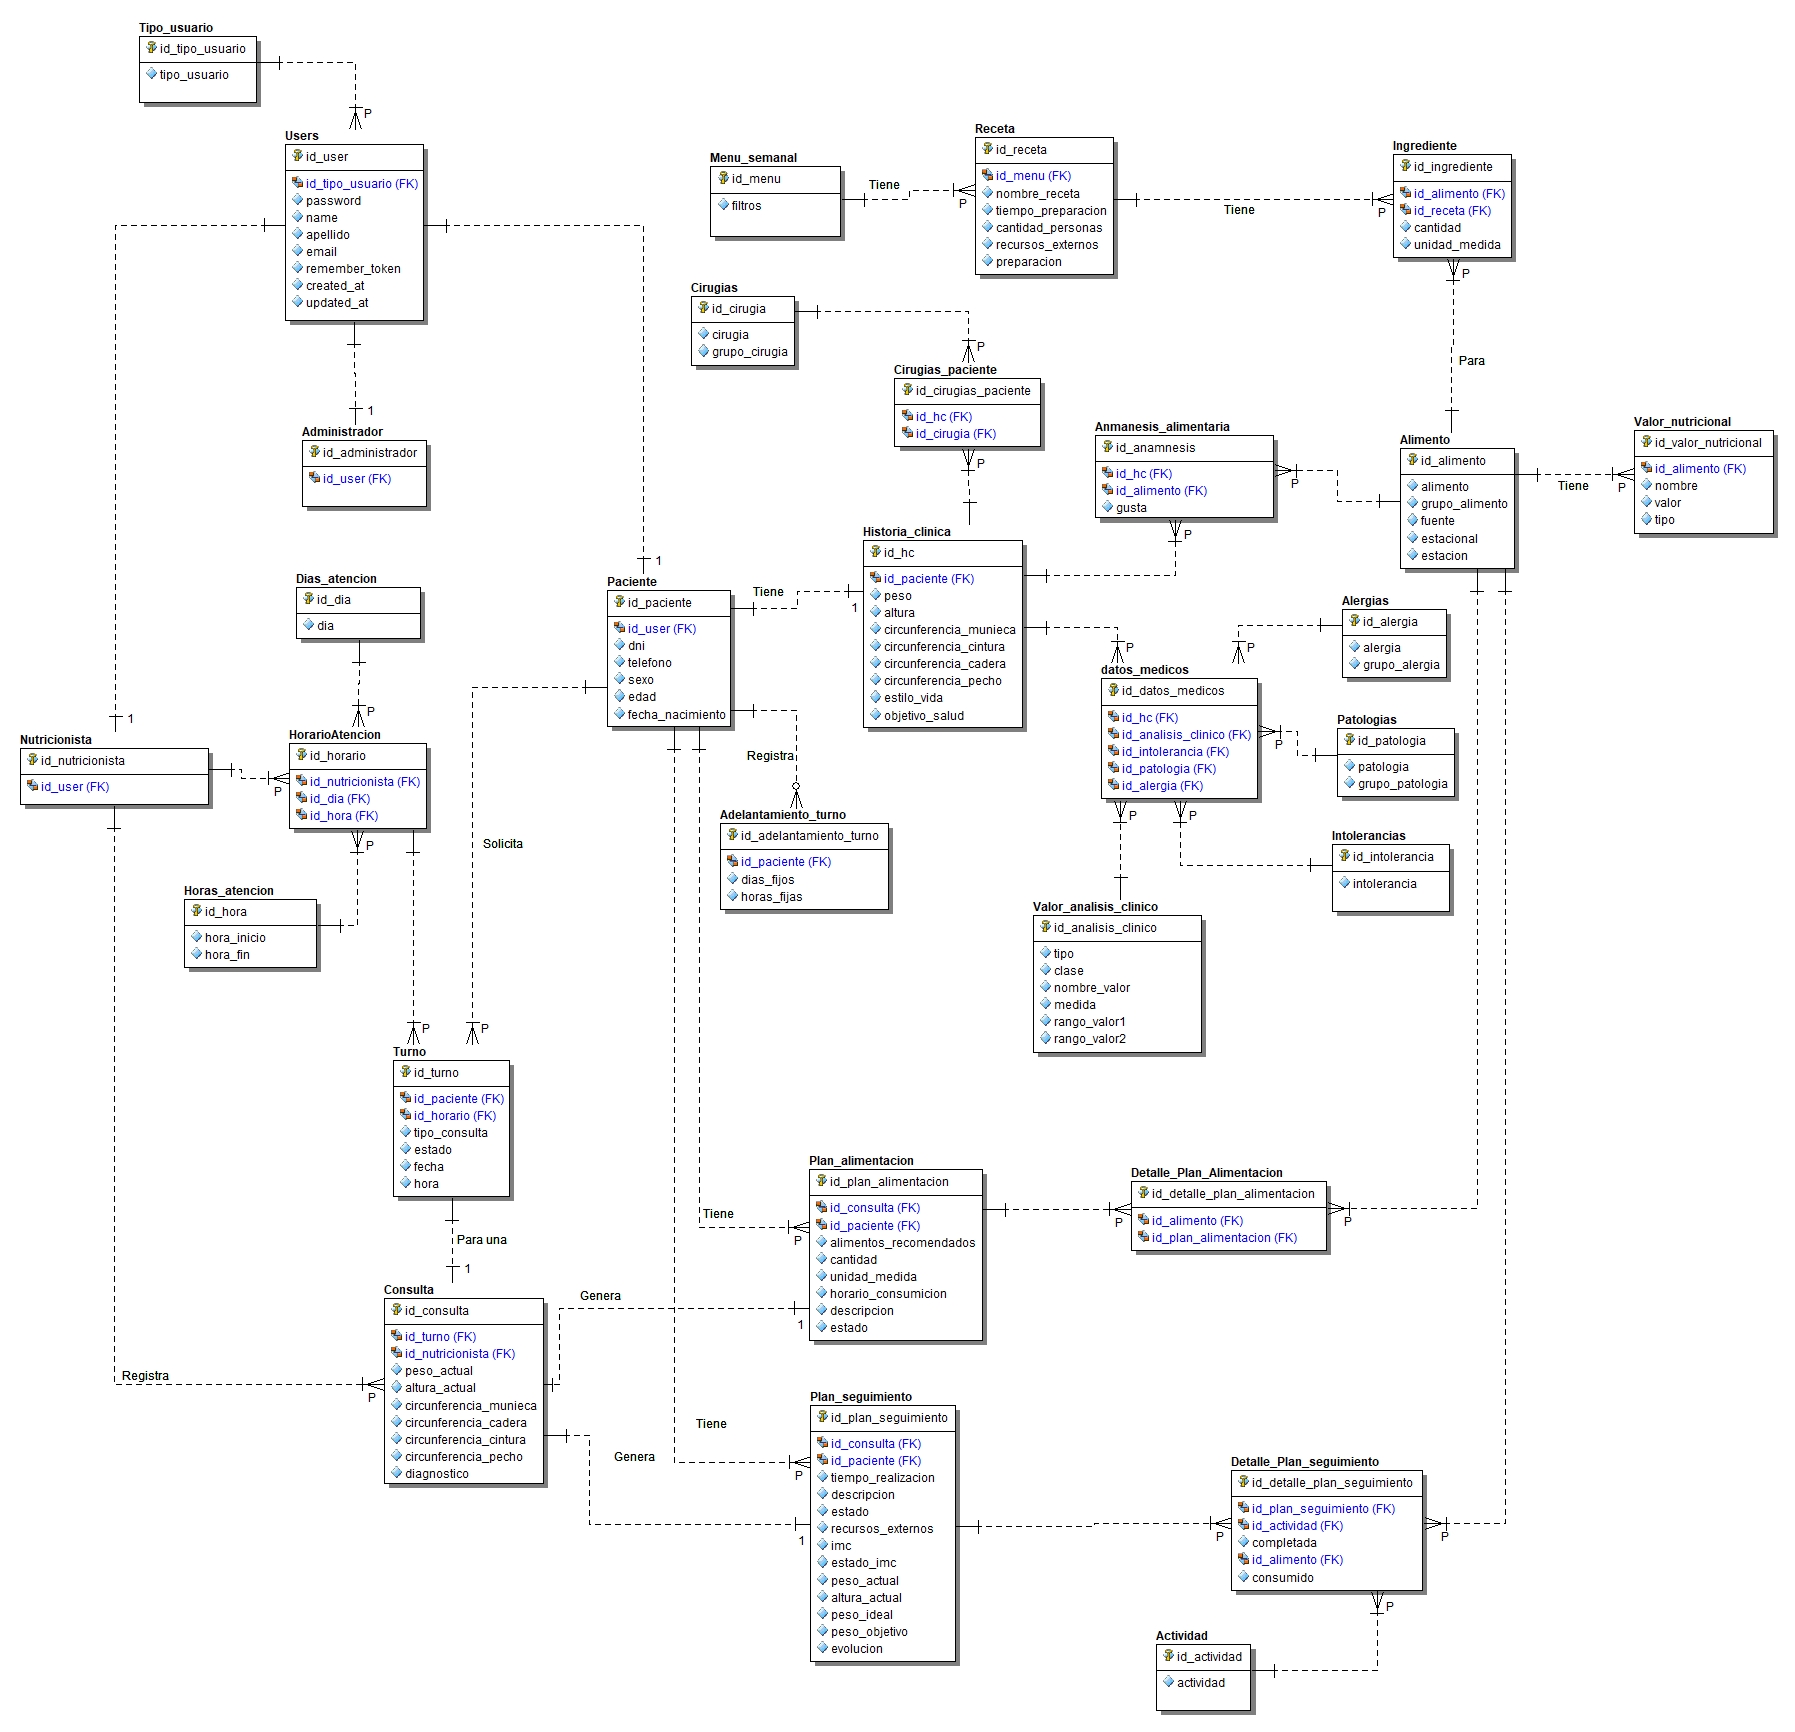 Tipo_usuario
id_tipo_usuario
tipo_usuario
P
Users
id_user
id_tipo_usuario (FK)
password
name
apellido
email
remember_token
created_at
updated_at
1
Administrador
id_administrador
id_user (FK)
Menu_semanal
id_menu
filtros
Tiene
P
Receta
id_receta
id_menu (FK)
nombre_receta
tiempo_preparacion
cantidad_personas
recursos_externos
preparacion
Tiene
P
Ingrediente
id_ingrediente
id_alimento (FK)
id_receta (FK)
cantidad
unidad_medida
P
Para
Cirugias
id_cirugia
cirugia
grupo_cirugia
P
Cirugias_paciente
id_cirugias_paciente
id_hc (FK)
id_cirugia (FK)
P
Anmanesis_alimentaria
id_anamnesis
id_hc (FK)
id_alimento (FK)
gusta
P
P
Alimento
id_alimento
alimento
grupo_alimento
fuente
estacional
estacion
Tiene
P
Valor_nutricional
id_valor_nutricional
id_alimento (FK)
nombre
valor
tipo
Historia_clinica
id_hc
id_paciente (FK)
peso
altura
circunferencia_munieca
circunferencia_cintura
circunferencia_cadera
circunferencia_pecho
estilo_vida
objetivo_salud
1
Paciente
id_paciente
id_user (FK)
dni
telefono
sexo
edad
fecha_nacimiento
Tiene
1
Dias_atencion
id_dia
dia
P
Alergias
id_alergia
alergia
grupo_alergia
P
P
datos_medicos
id_datos_medicos
id_hc (FK)
id_analisis_clinico (FK)
id_intolerancia (FK)
id_patologia (FK)
id_alergia (FK)
P
P
P
Patologias
id_patologia
patologia
grupo_patologia
Intolerancias
id_intolerancia
intolerancia
1
Nutricionista
id_nutricionista
id_user (FK)
P
HorarioAtencion
id_horario
id_nutricionista (FK)
id_dia (FK)
id_hora (FK)
P
Horas_atencion
id_hora
hora_inicio
hora_fin
Solicita
Registra
Adelantamiento_turno
id_adelantamiento_turno
id_paciente (FK)
dias_fijos
horas_fijas
Valor_analisis_clinico
id_analisis_clinico
tipo
clase
nombre_valor
medida
rango_valor1
rango_valor2
P
P
Turno
id_turno
id_paciente (FK)
id_horario (FK)
tipo_consulta
estado
fecha
hora
Para una
1
Tiene
P
Plan_alimentacion
id_plan_alimentacion
id_consulta (FK)
id_paciente (FK)
alimentos_recomendados
cantidad
unidad_medida
horario_consumicion
descripcion
estado
P
Detalle_Plan_Alimentacion
id_detalle_plan_alimentacion
id_alimento (FK)
id_plan_alimentacion (FK)
P
Genera
1
Consulta
id_consulta
id_turno (FK)
id_nutricionista (FK)
peso_actual
altura_actual
circunferencia_munieca
circunferencia_cadera
circunferencia_cintura
circunferencia_pecho
diagnostico
Registra
P
Tiene
P
Genera
1
Plan_seguimiento
id_plan_seguimiento
id_consulta (FK)
id_paciente (FK)
tiempo_realizacion
descripcion
estado
recursos_externos
imc
estado_imc
peso_actual
altura_actual
peso_ideal
peso_objetivo
evolucion
P
Detalle_Plan_seguimiento
id_detalle_plan_seguimiento
id_plan_seguimiento (FK)
id_actividad (FK)
completada
id_alimento (FK)
consumido
P
P
Actividad
id_actividad
actividad